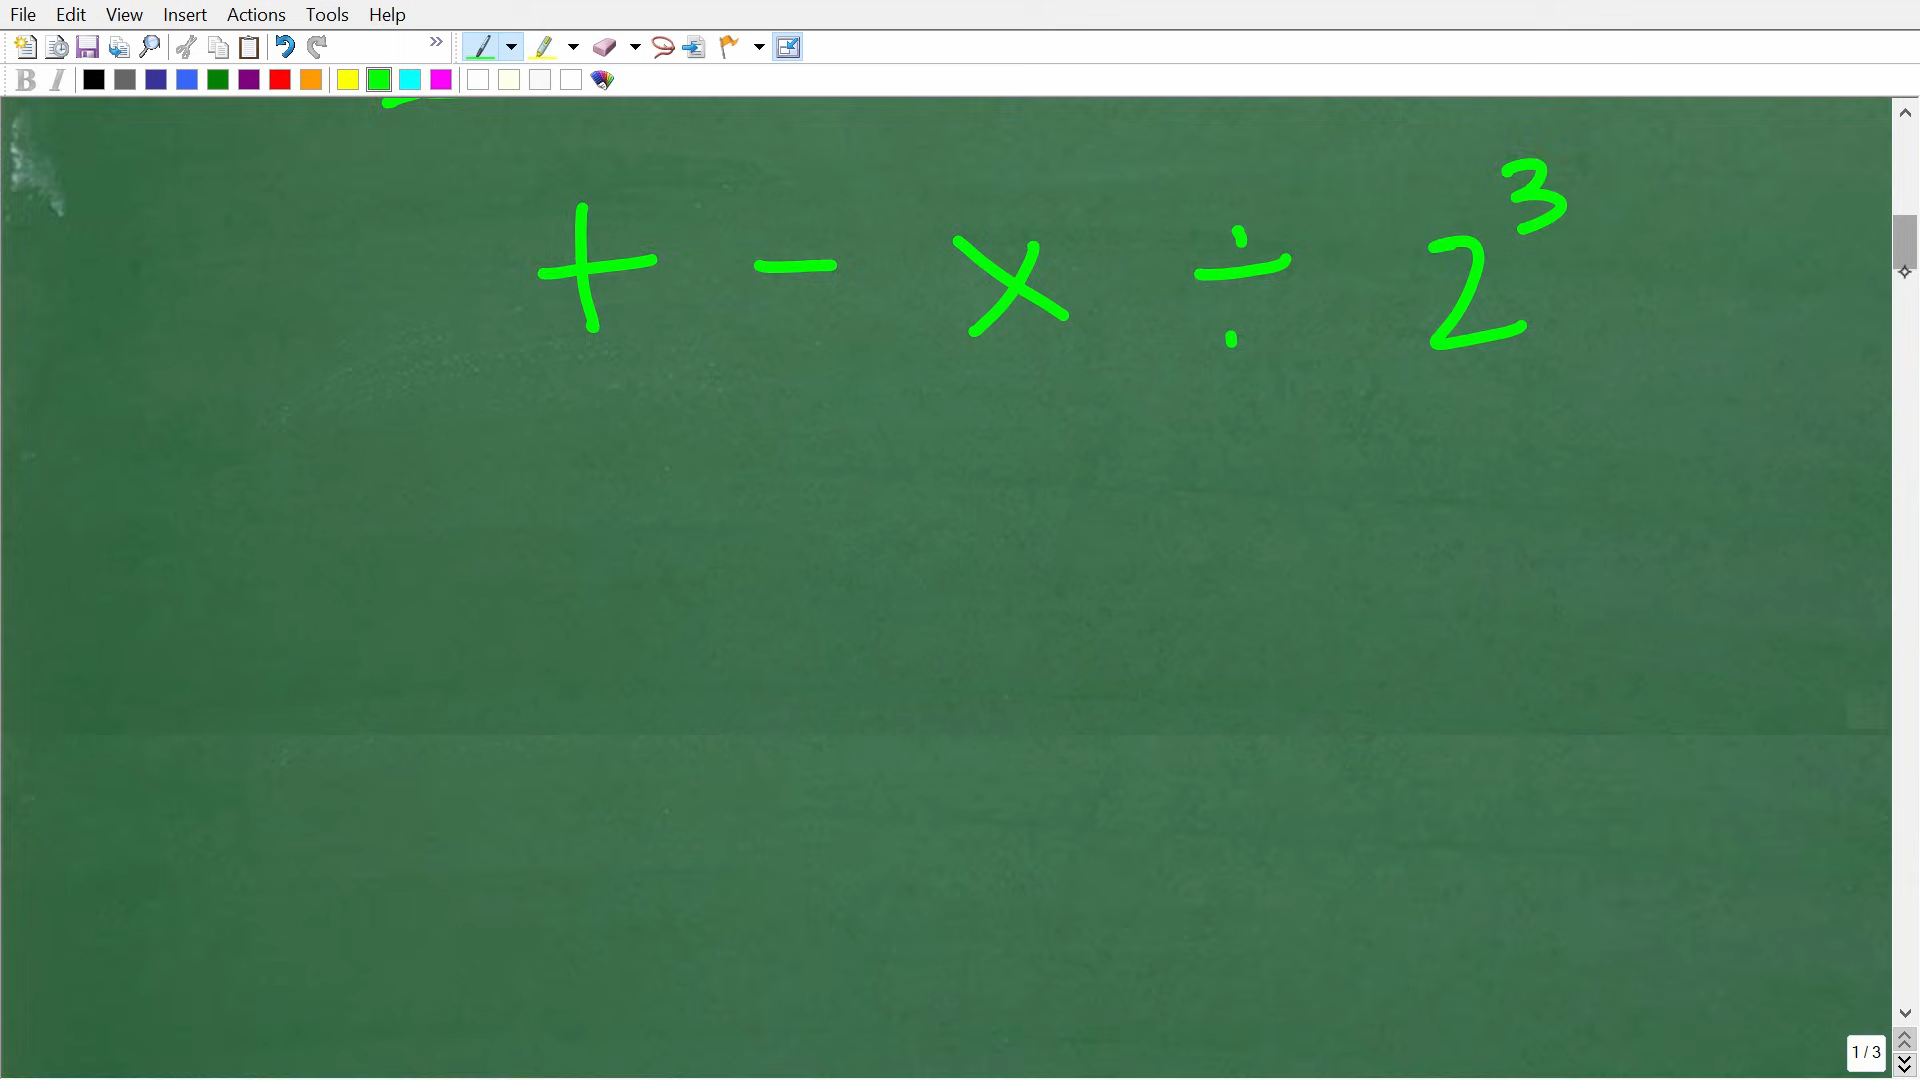 File Edit View Insert Actions Tools Help
B I
+ - × ÷ 2³
1 / 3